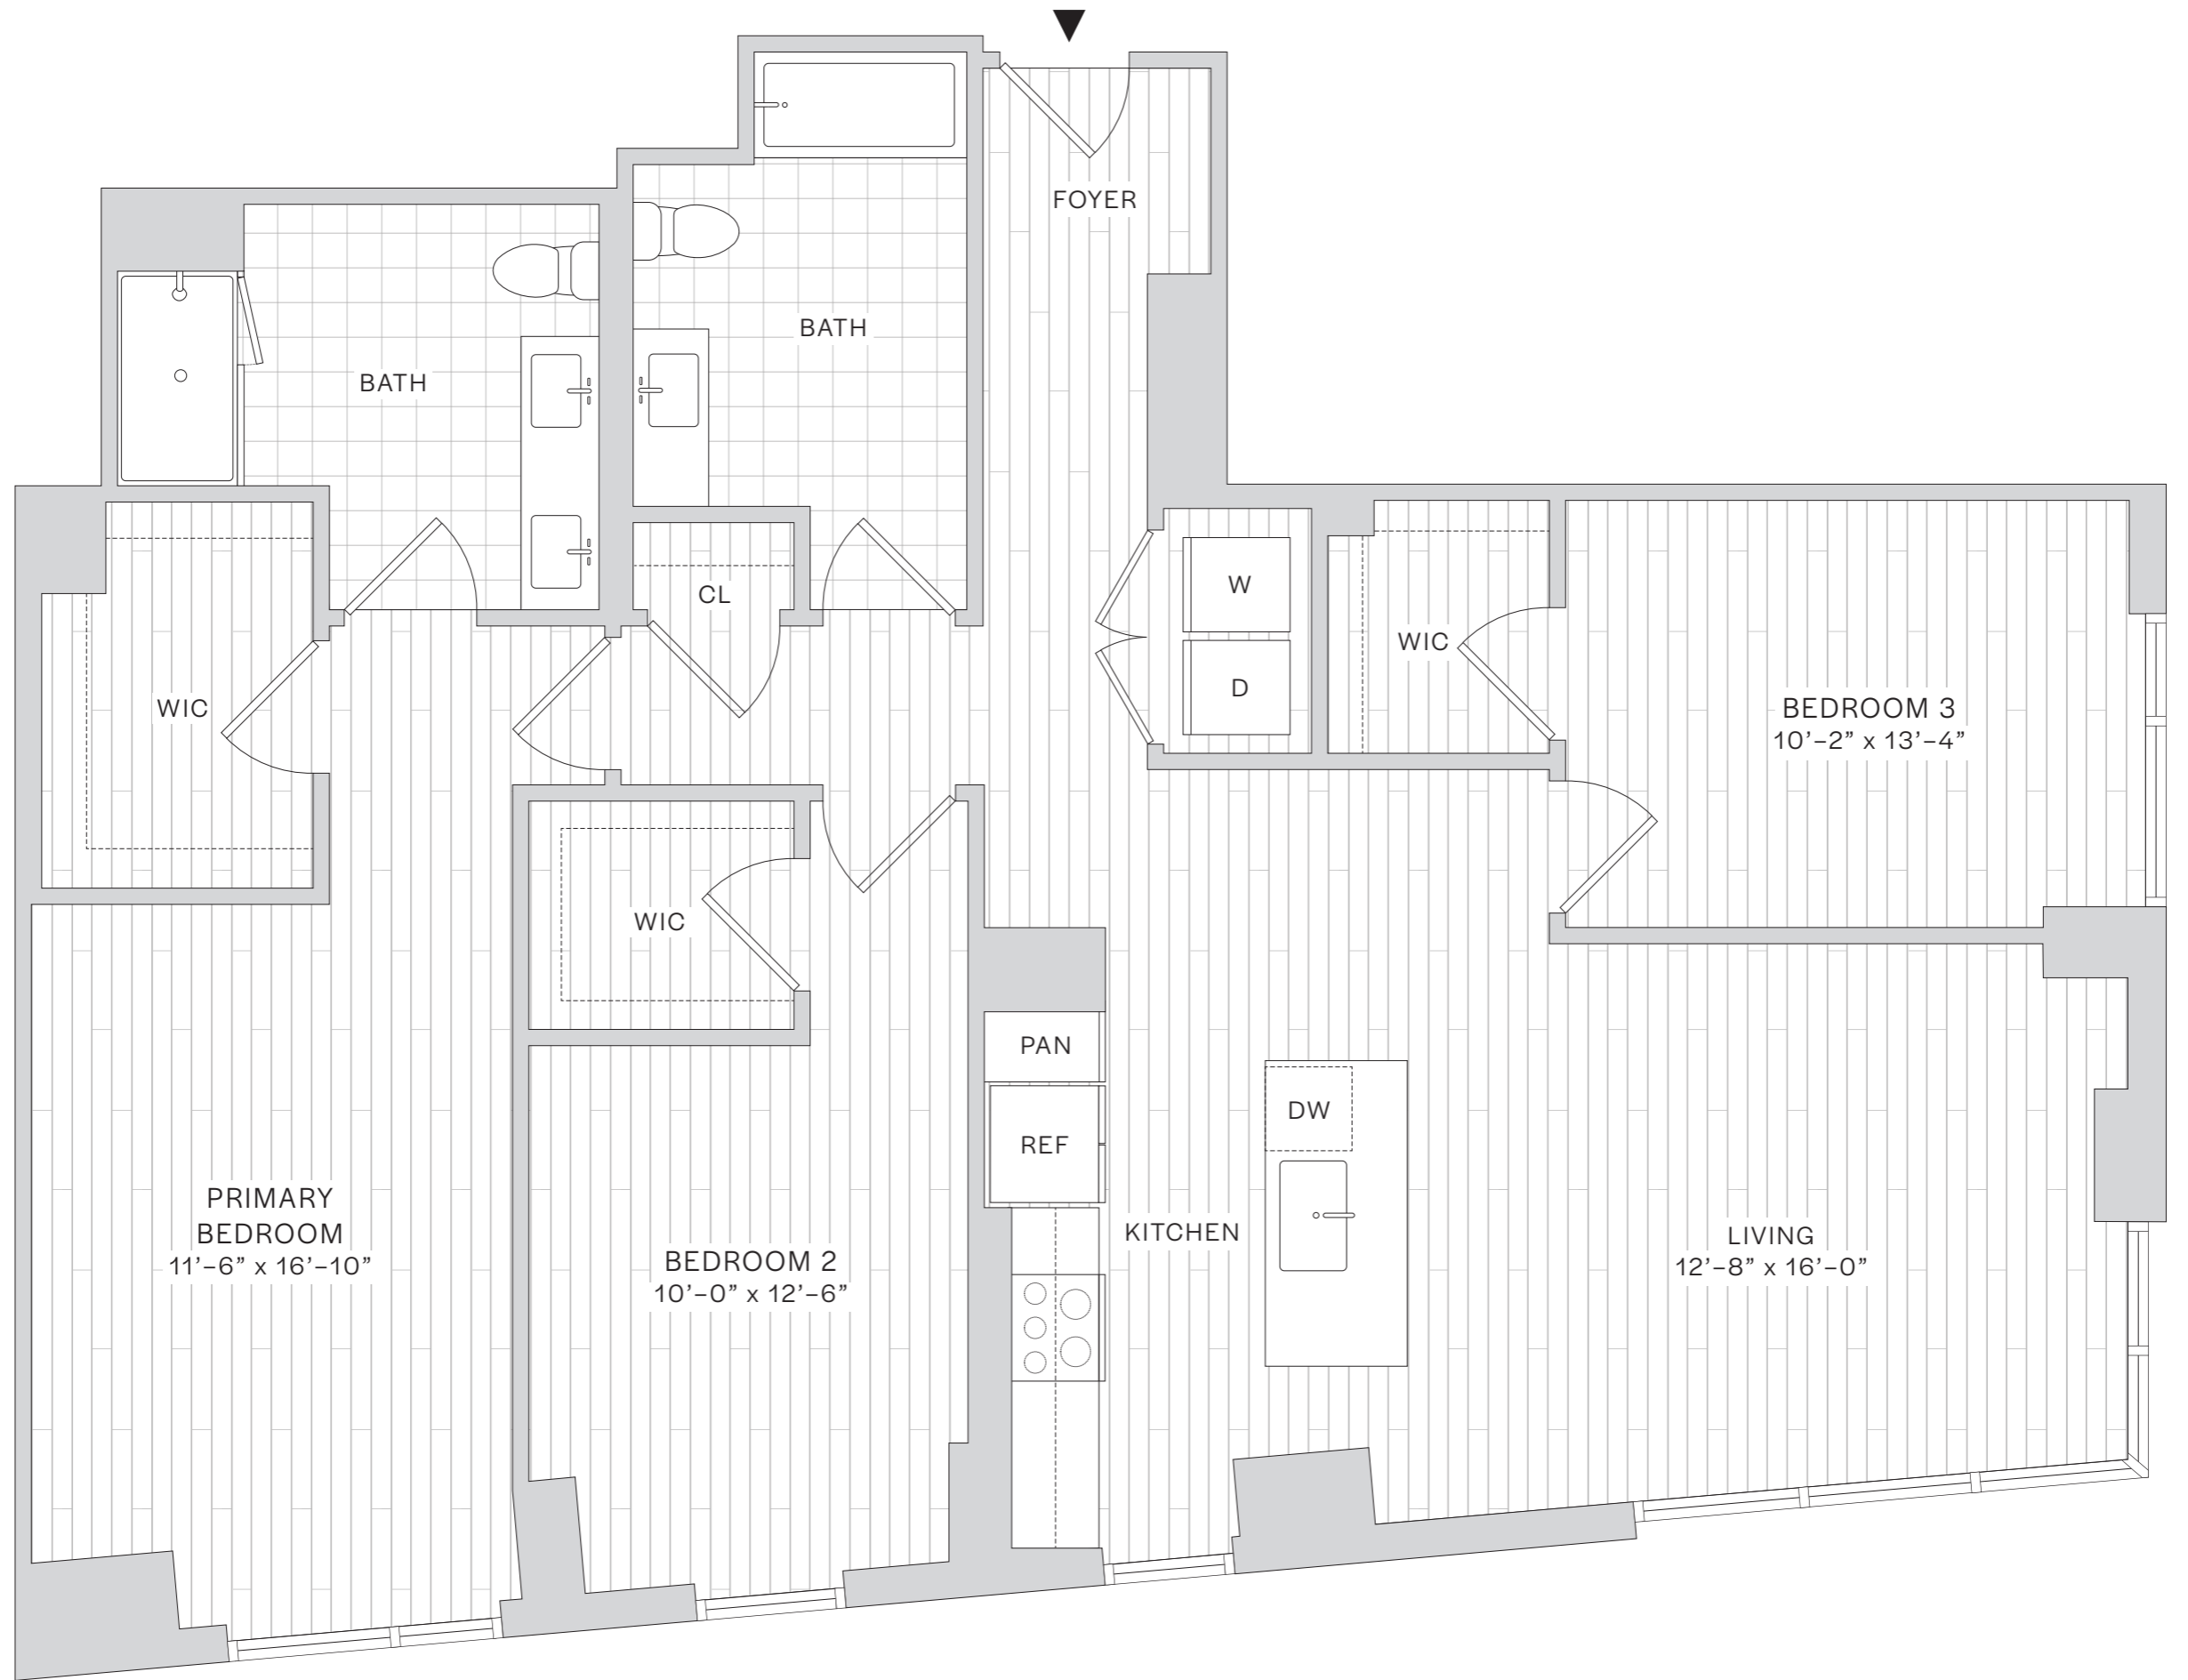 FOYER
BATH
BATH
CL
W
D
WIC
WIC
BEDROOM 3
10’–2” x 13’–4”
WIC
PAN
REF
DW
KITCHEN
PRIMARY
BEDROOM
11’–6” x 16’–10”
BEDROOM 2
10’–0” x 12’–6”
LIVING
12’–8” x 16’–0”